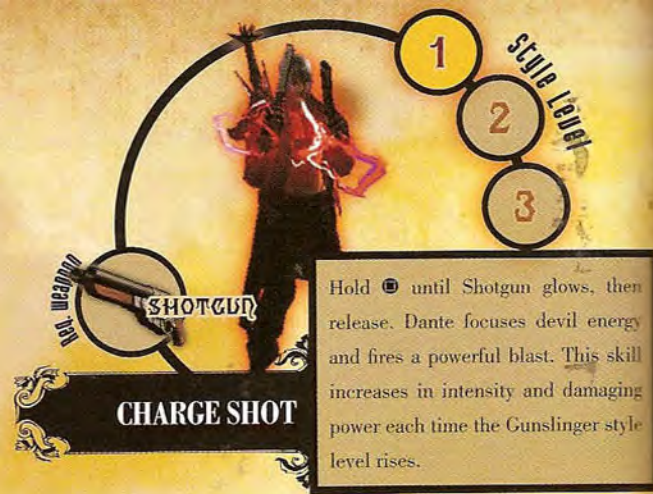 1
Style Level
2
3
Req. Weapon
SHOTGUN
CHARGE SHOT
Hold until Shotgun glows, then
release. Dante focuses devil energy
and fires a powerful blast. This skill
increases in intensity and damaging
power each time the Gunslinger style
level rises.